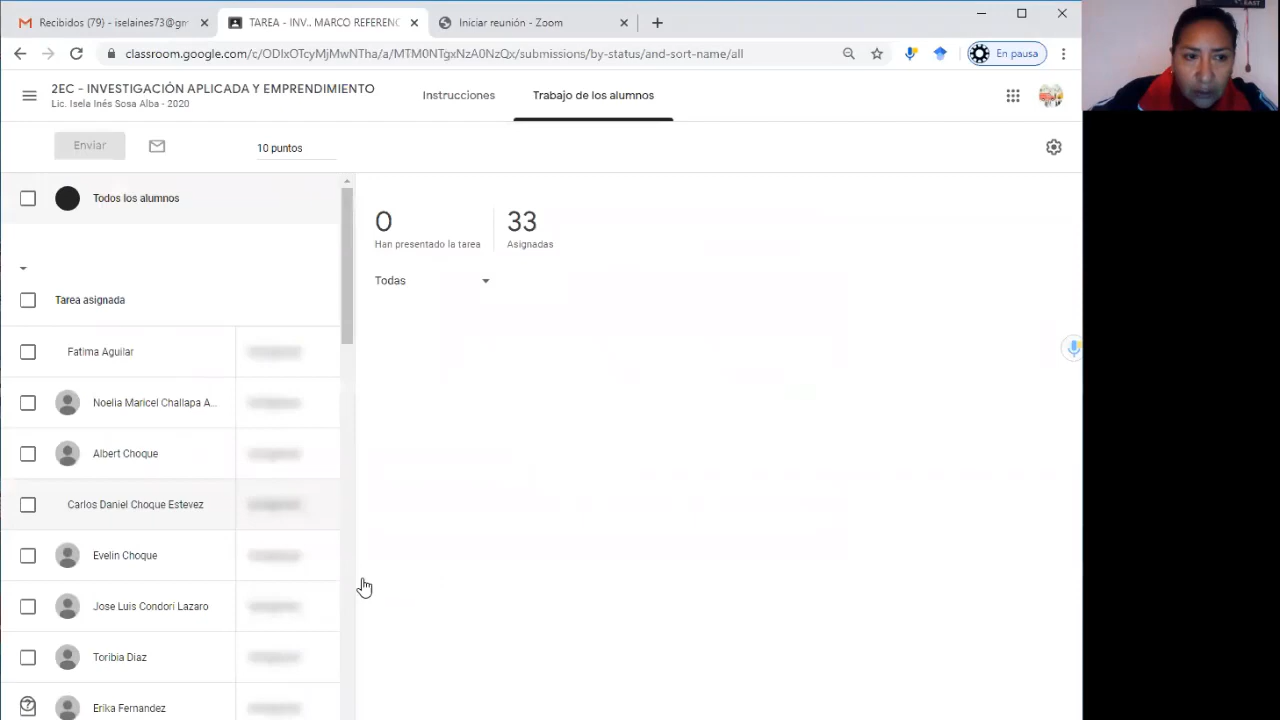 Recibidos (79) - iselaines73@gm
TAREA - INV.. MARCO REFERENC
Iniciar reunión - Zoom
classroom.google.com/c/ODIxOTcyMjMwNTha/a/MTM0NTgxNzA0NzQx/submissions/by-status/and-sort-name/all
En pausa
2EC - INVESTIGACIÓN APLICADA Y EMPRENDIMIENTO
Lic. Isela Inés Sosa Alba - 2020
Instrucciones
Trabajo de los alumnos
Enviar
10 puntos
Todos los alumnos
0
33
Han presentado la tarea
Asignadas
Todas
Tarea asignada
Fatima Aguilar
Noelia Maricel Challapa A...
Albert Choque
Carlos Daniel Choque Estevez
Evelin Choque
Jose Luis Condori Lazaro
Toribia Diaz
Erika Fernandez